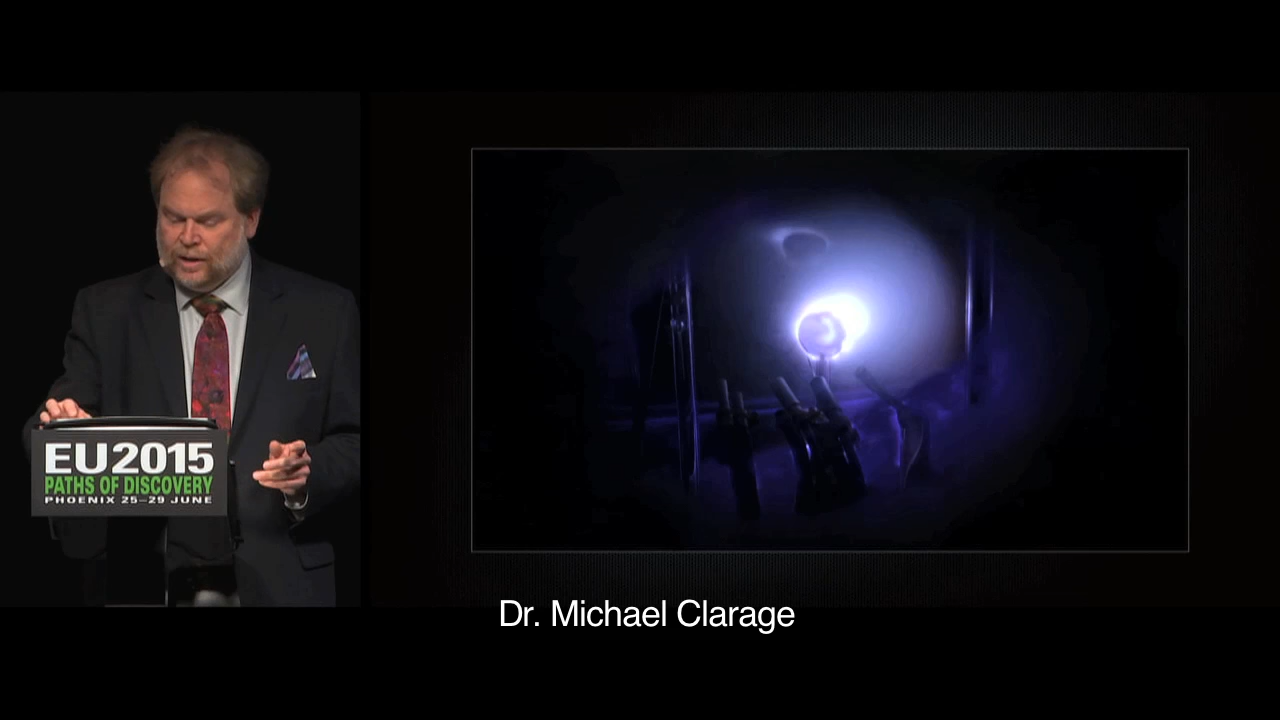 EU2015
PATHS OF DISCOVERY
PHOENIX 25–29 JUNE
Dr. Michael Clarage